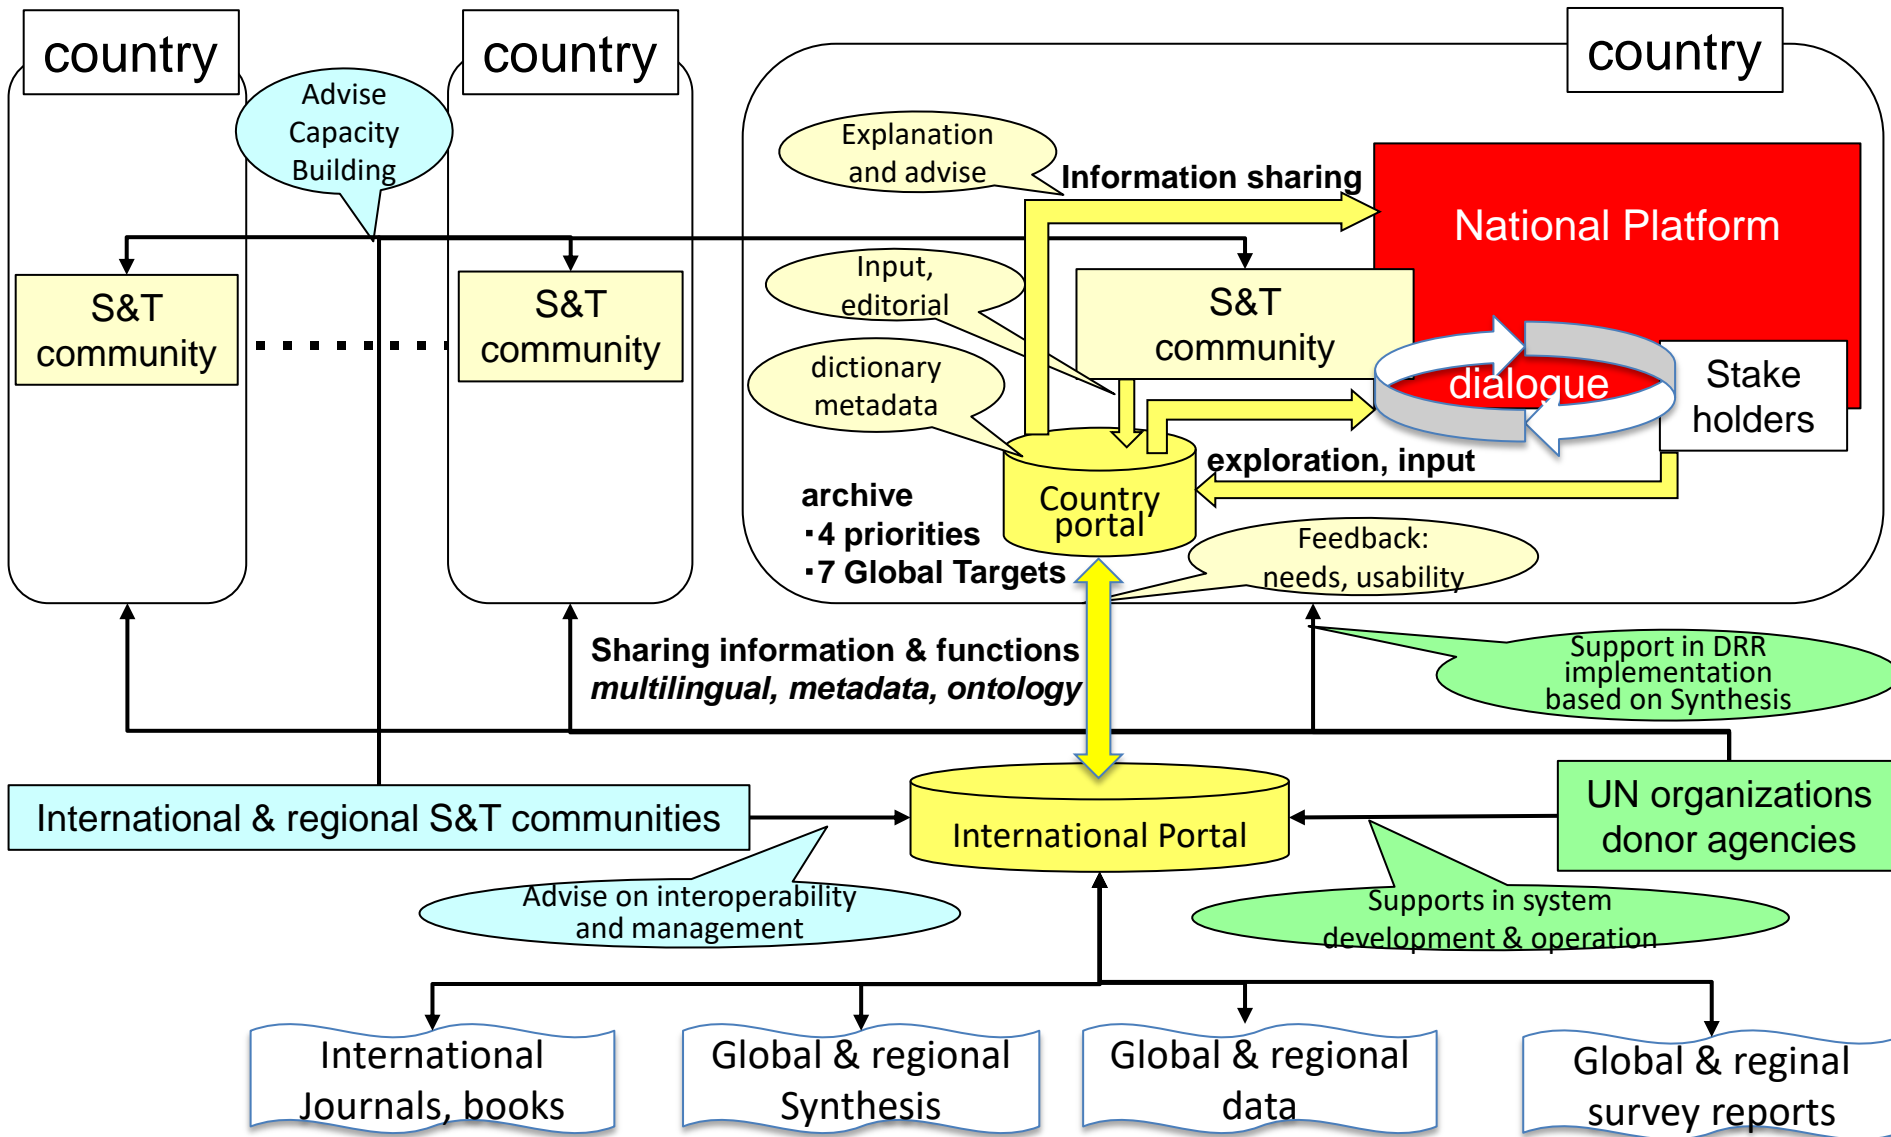 country
country
country
Advise
Capacity
Building
Explanation
and advise
Information sharing
National Platform
Input,
editorial
S&T
community
S&T
community
S&T
community
dictionary
metadata
dialogue
Stake
holders
exploration, input
Country
portal
archive
・4 priorities
・7 Global Targets
Feedback:
needs, usability
Sharing information & functions
multilingual, metadata, ontology
Support in DRR
implementation
based on Synthesis
International & regional S&T communities
International Portal
UN organizations
donor agencies
Advise on interoperability
and management
Supports in system
development & operation
International
Journals, books
Global & regional
Synthesis
Global & regional
data
Global & reginal
survey reports